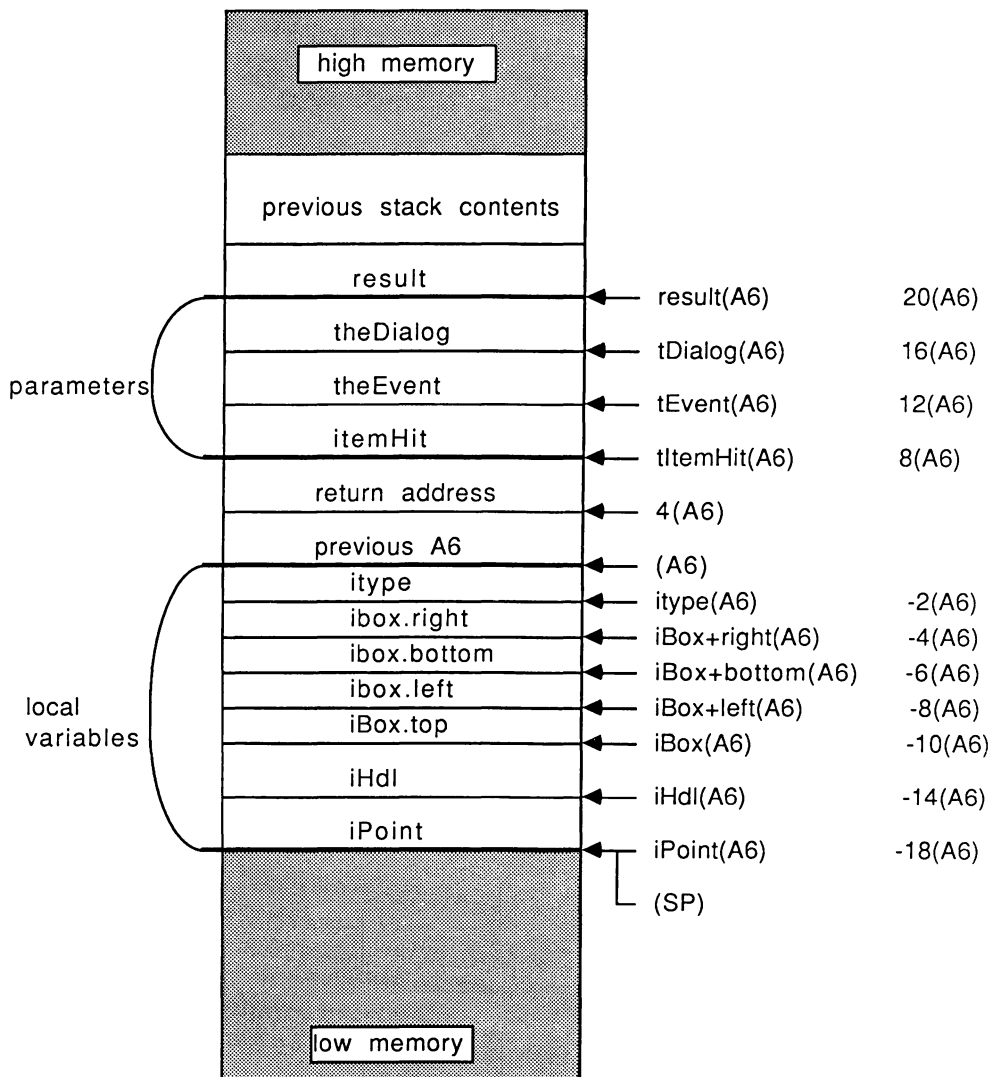 high memory
previous stack contents
result
result(A6) 20(A6)
theDialog
tDialog(A6) 16(A6)
parameters
theEvent
tEvent(A6) 12(A6)
itemHit
tItemHit(A6) 8(A6)
return address
4(A6)
previous A6
(A6)
itype
itype(A6) -2(A6)
ibox.right
iBox+right(A6) -4(A6)
ibox.bottom
iBox+bottom(A6) -6(A6)
ibox.left
iBox+left(A6) -8(A6)
local
variables
iBox.top
iBox(A6) -10(A6)
iHdl
iHdl(A6) -14(A6)
iPoint
iPoint(A6) -18(A6)
(SP)
low memory